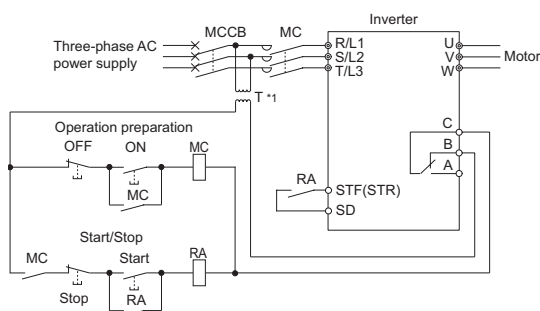 Inverter
MCCB MC
Three-phase AC
power supply
R/L1
S/L2
T/L3
U
V
W
Motor
T *1
C
B
A
Operation preparation
OFF ON MC
MC
RA
STF(STR)
SD
Start/Stop
MC Start RA
Stop RA